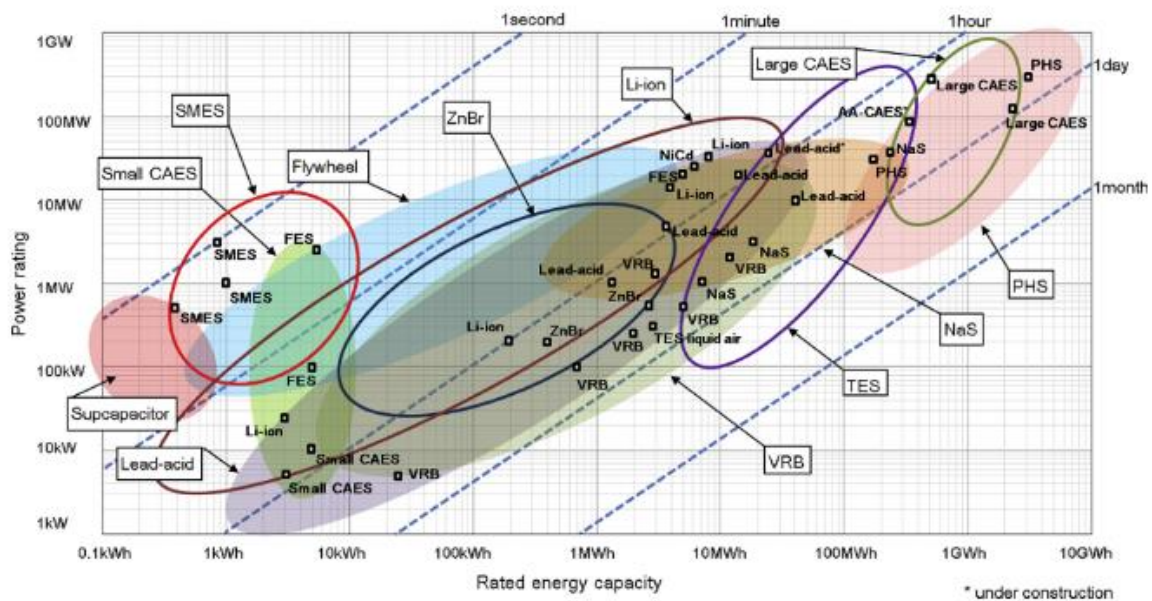 1second 1minute 1hour
1GW
Large CAES
PHS
1day
Li-ion
Large CAES
SMES
ZnBr
100MW
AA-CAES*
Large CAES
Small CAES
Flywheel
Li-ion
Lead-acid*
NaS
NiCd
FES
Lead-acid
PHS
Li-ion
1month
10MW
Lead-acid
FES
Lead-acid
SMES
NaS
VRB
VRB
Lead-acid
PHS
SMES
1MW
ZnBr
NaS
SMES
VRB
NaS
Li-ion
ZnBr
TES liquid air
VRB
FES
VRB
TES
100kW
Supcapacitor
Li-ion
Lead-acid
Small CAES
VRB
10kW
Small CAES
VRB
1kW
0.1kWh 1kWh 10kWh 100kWh 1MWh 10MWh 100MWh 1GWh 10GWh
Power rating
Rated energy capacity
* under construction